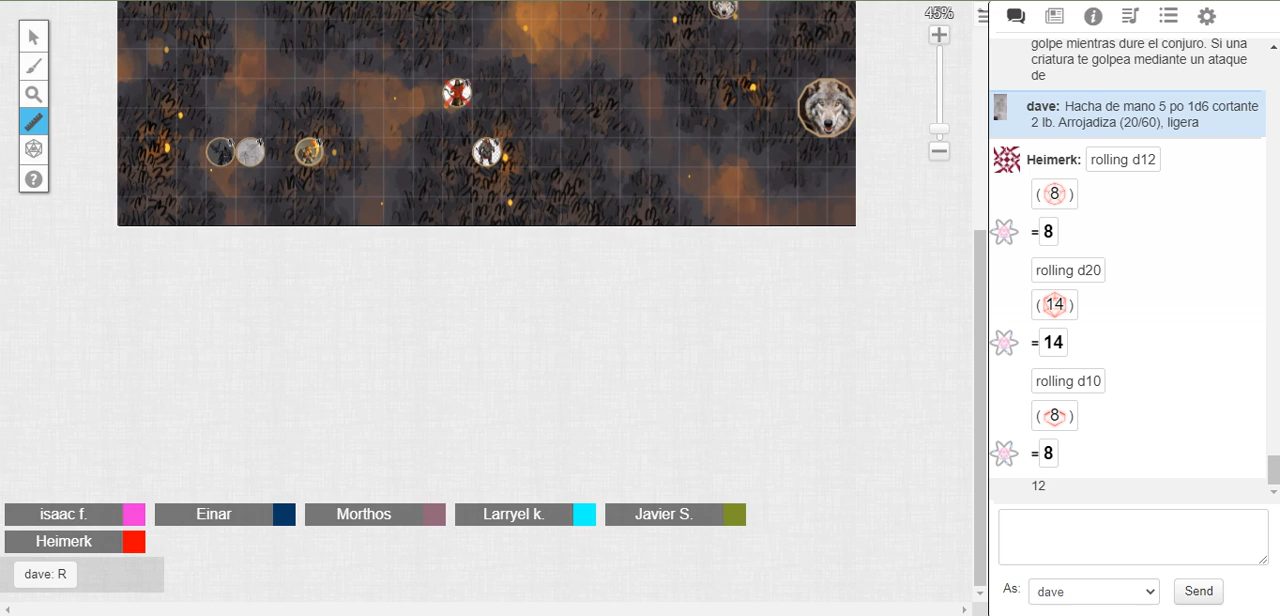 45%
golpe mientras dure el conjuro. Si una
criatura te golpea mediante un ataque
de
dave: Hacha de mano 5 po 1d6 cortante
2 lb. Arrojadiza (20/60), ligera
Heimerk: rolling d12
(8)
=8
rolling d20
(14)
=14
rolling d10
(8)
=8
12
isaac f. Einar Morthos Larryel k. Javier S.
Heimerk
dave: R
As: dave Send